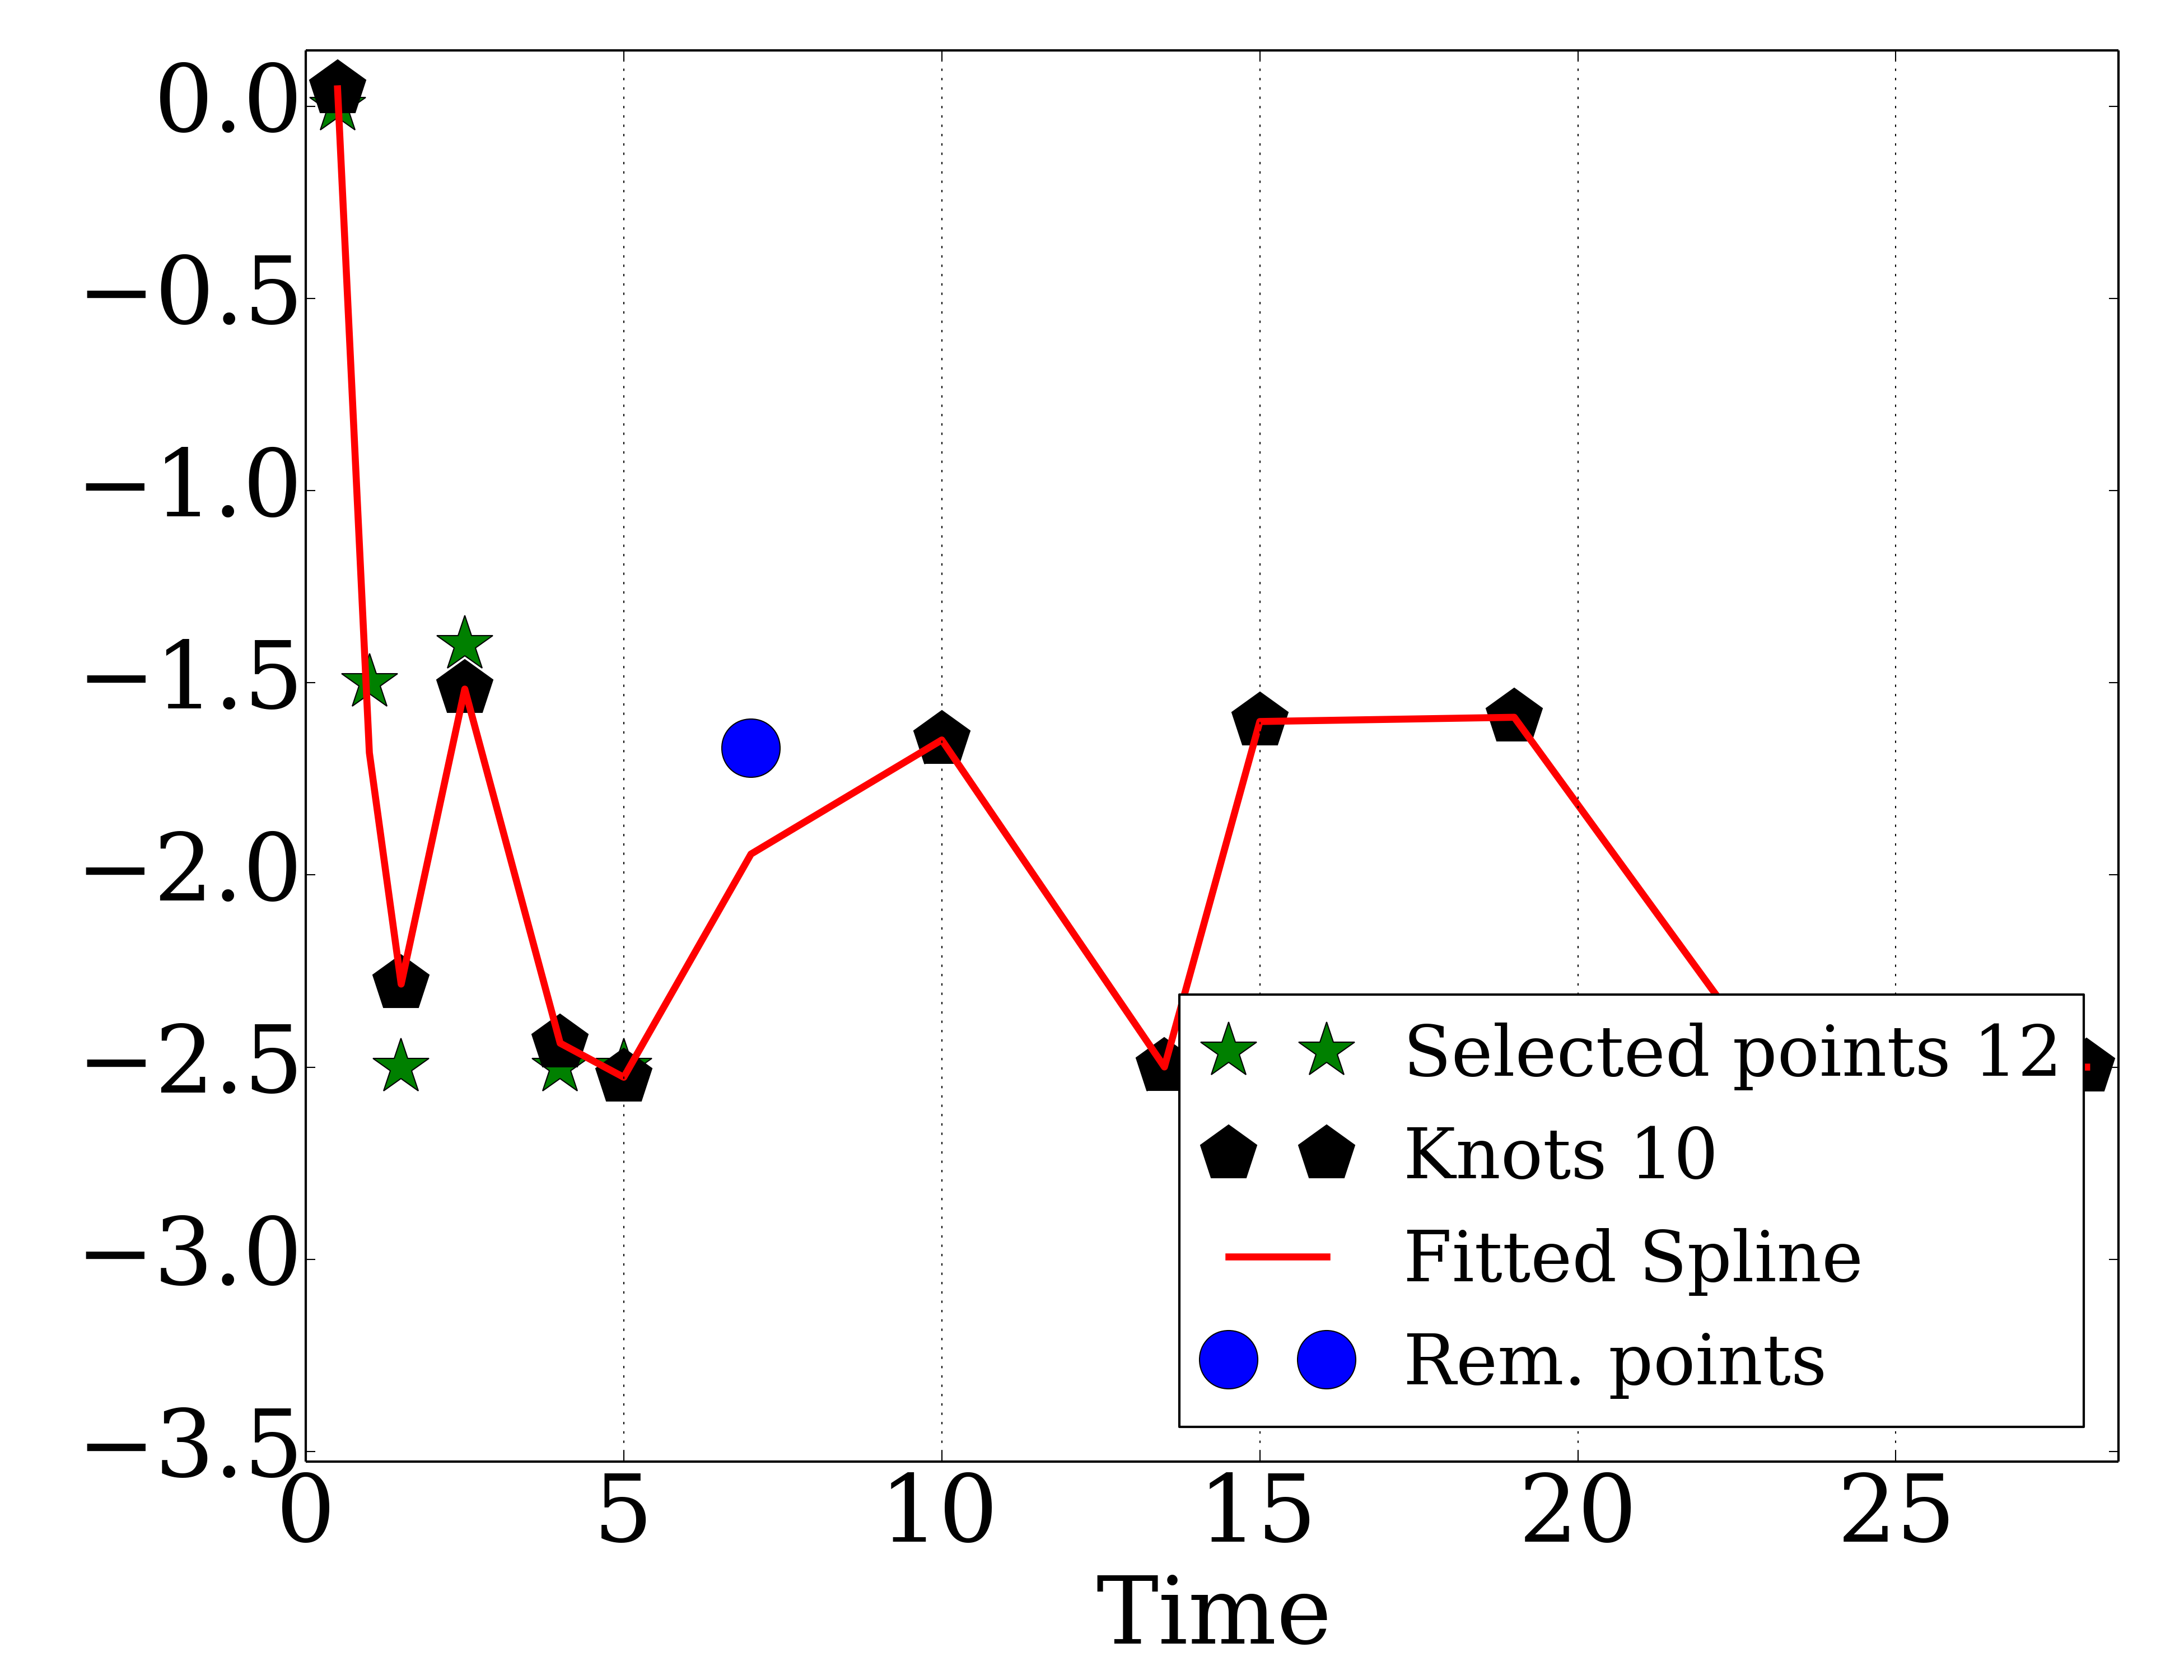 0.0
−0.5
−1.0
−1.5
−2.0
−2.5
−3.0
−3.5
Selected points 12
Knots 10
Fitted Spline
Rem. points
0 5 10 15 20 25
Time